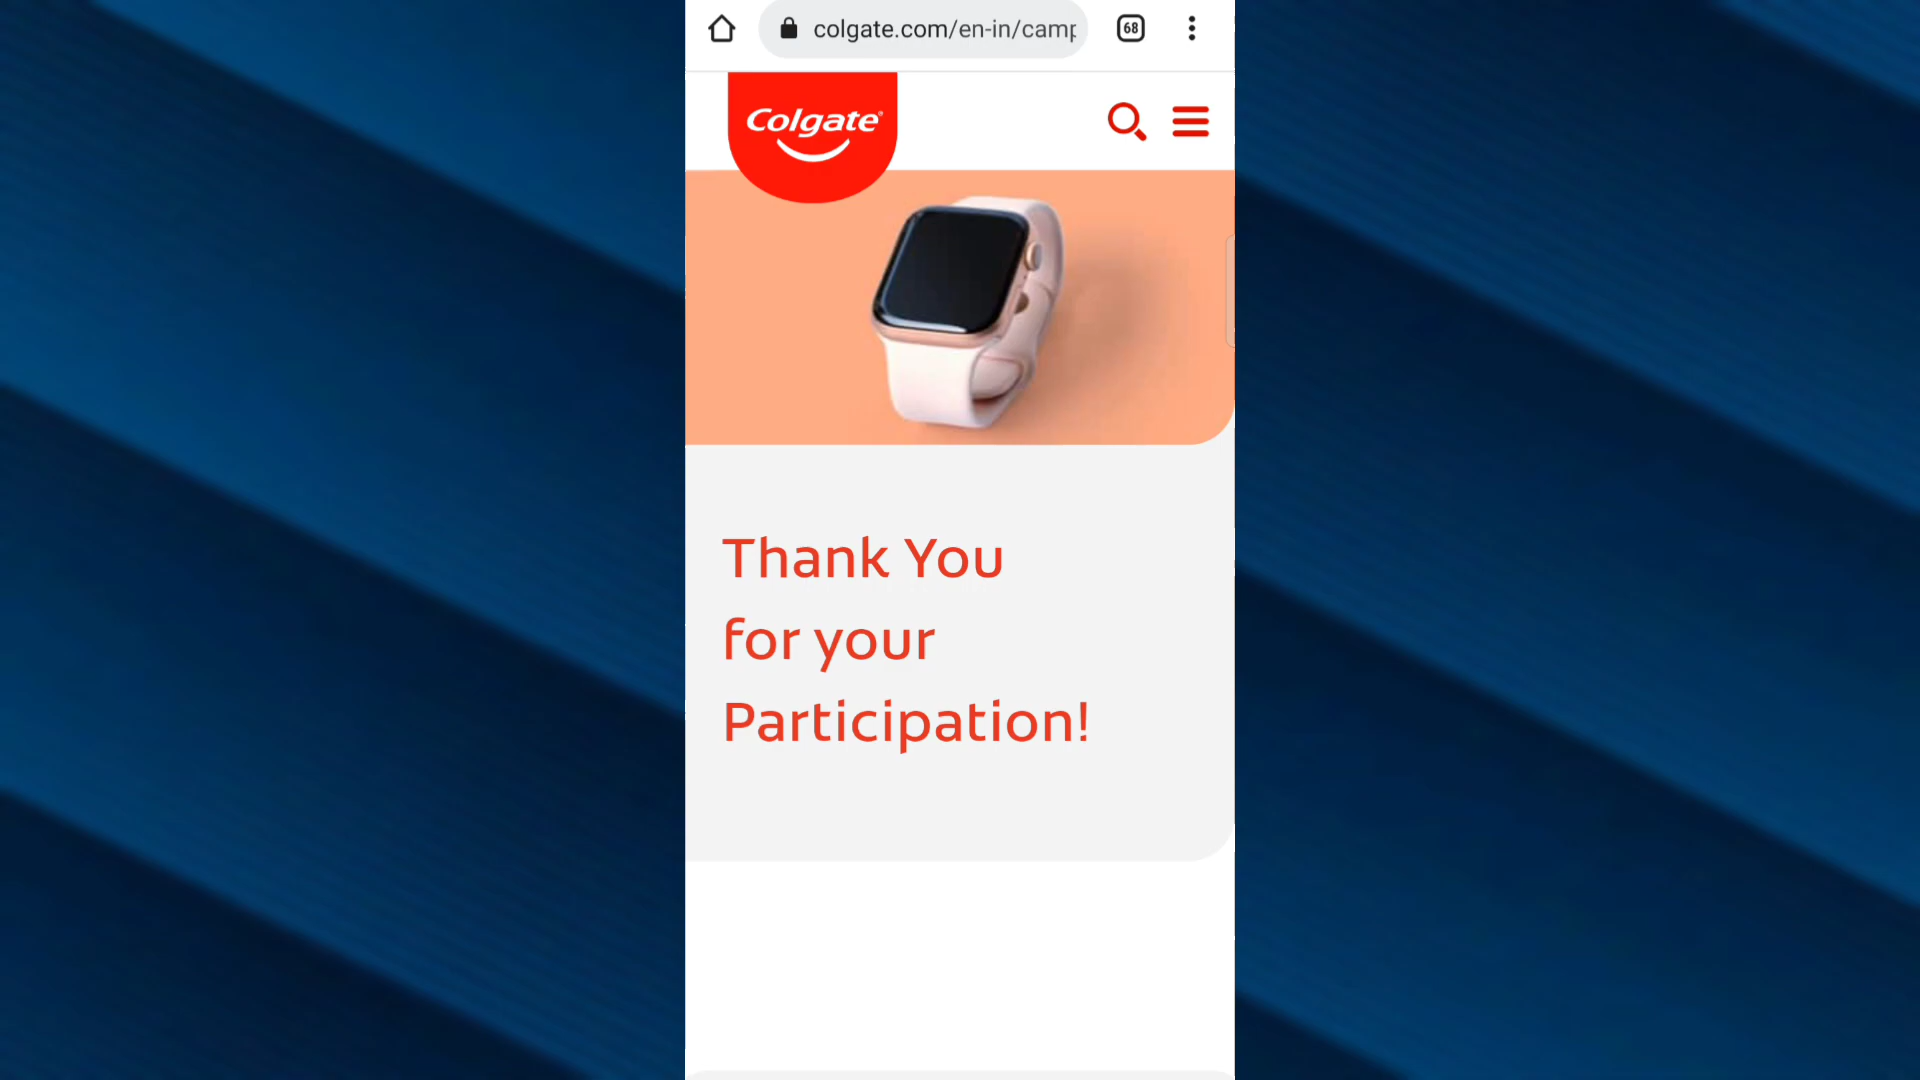 colgate.com/en-in/camp
68
Colgate®
Thank You
for your
Participation!